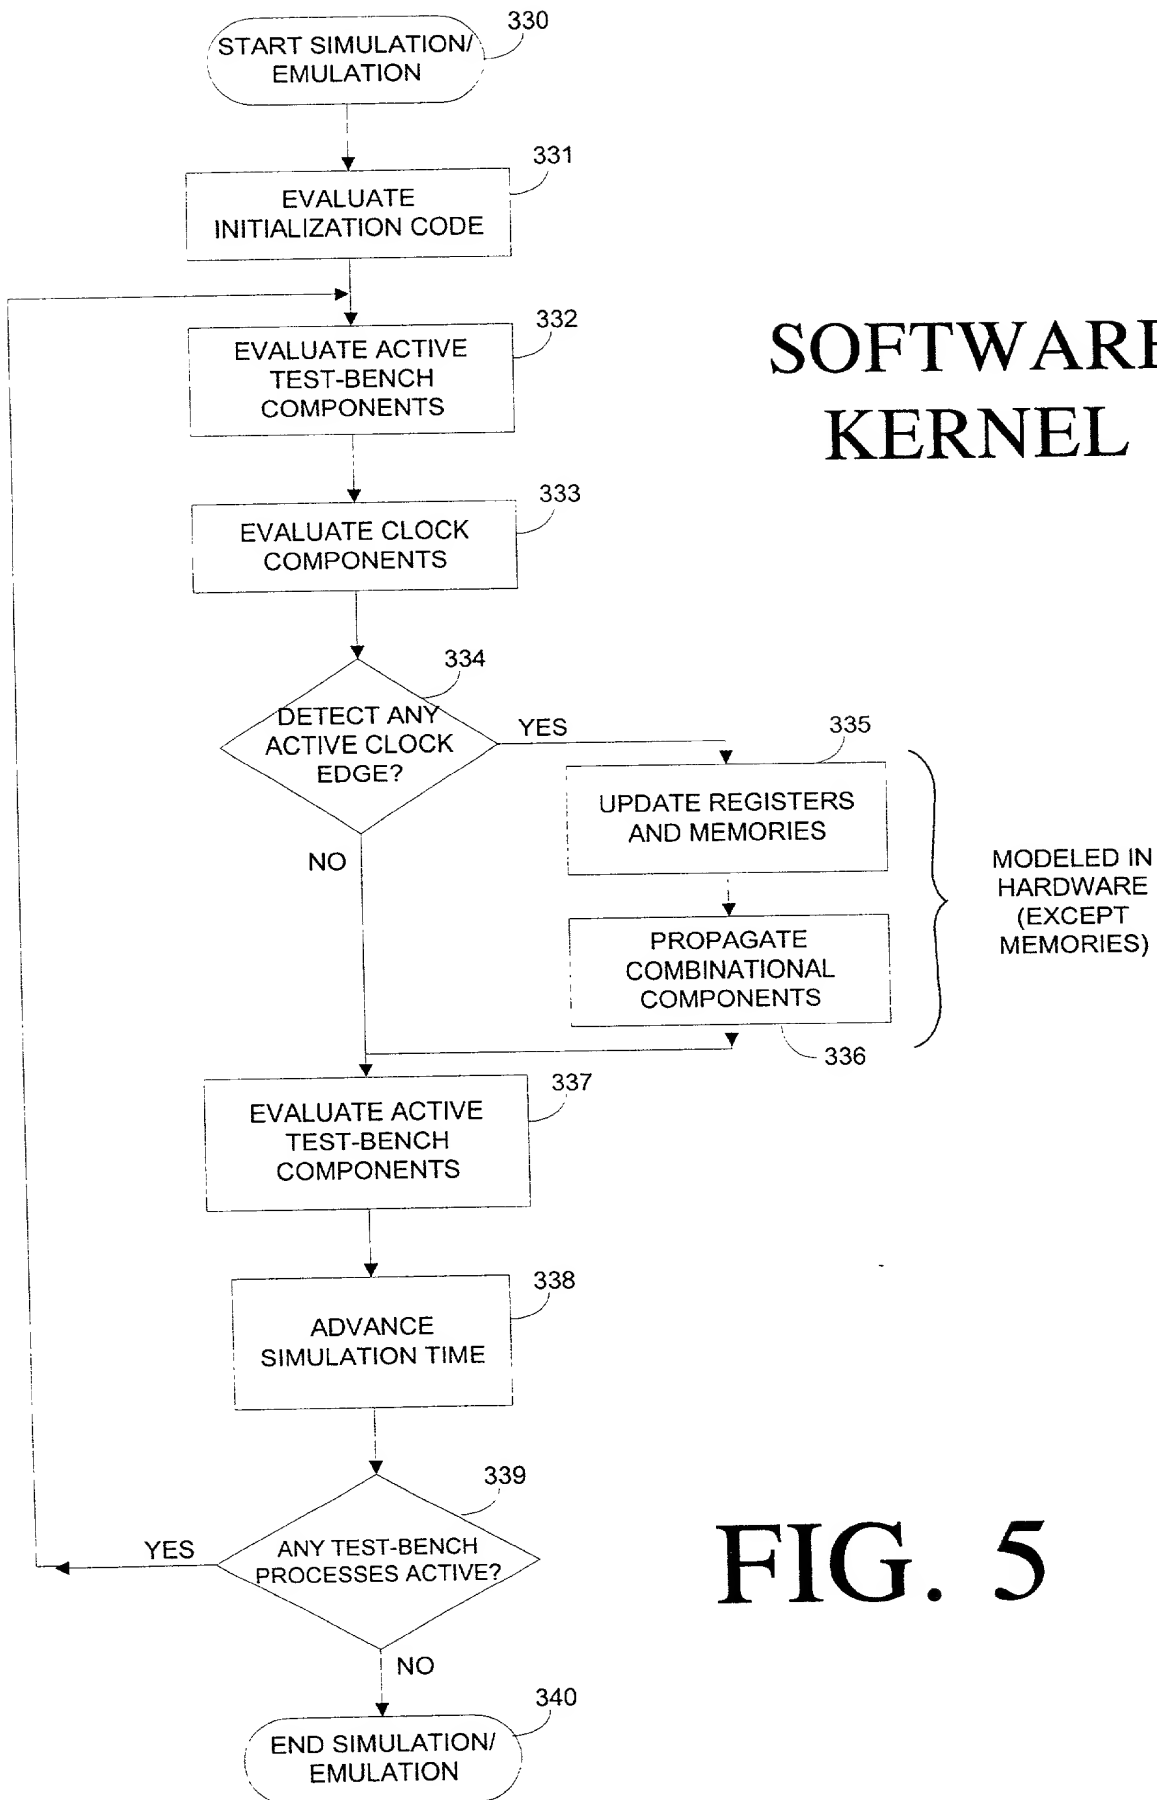 330
START SIMULATION/
EMULATION
331
EVALUATE
INITIALIZATION CODE
332
EVALUATE ACTIVE
TEST-BENCH
COMPONENTS
SOFTWARE
KERNEL
333
EVALUATE CLOCK
COMPONENTS
334
DETECT ANY
ACTIVE CLOCK
EDGE?
YES
NO
335
UPDATE REGISTERS
AND MEMORIES
PROPAGATE
COMBINATIONAL
COMPONENTS
336
MODELED IN
HARDWARE
(EXCEPT
MEMORIES)
337
EVALUATE ACTIVE
TEST-BENCH
COMPONENTS
338
ADVANCE
SIMULATION TIME
339
ANY TEST-BENCH
PROCESSES ACTIVE?
YES
NO
340
END SIMULATION/
EMULATION
FIG. 5